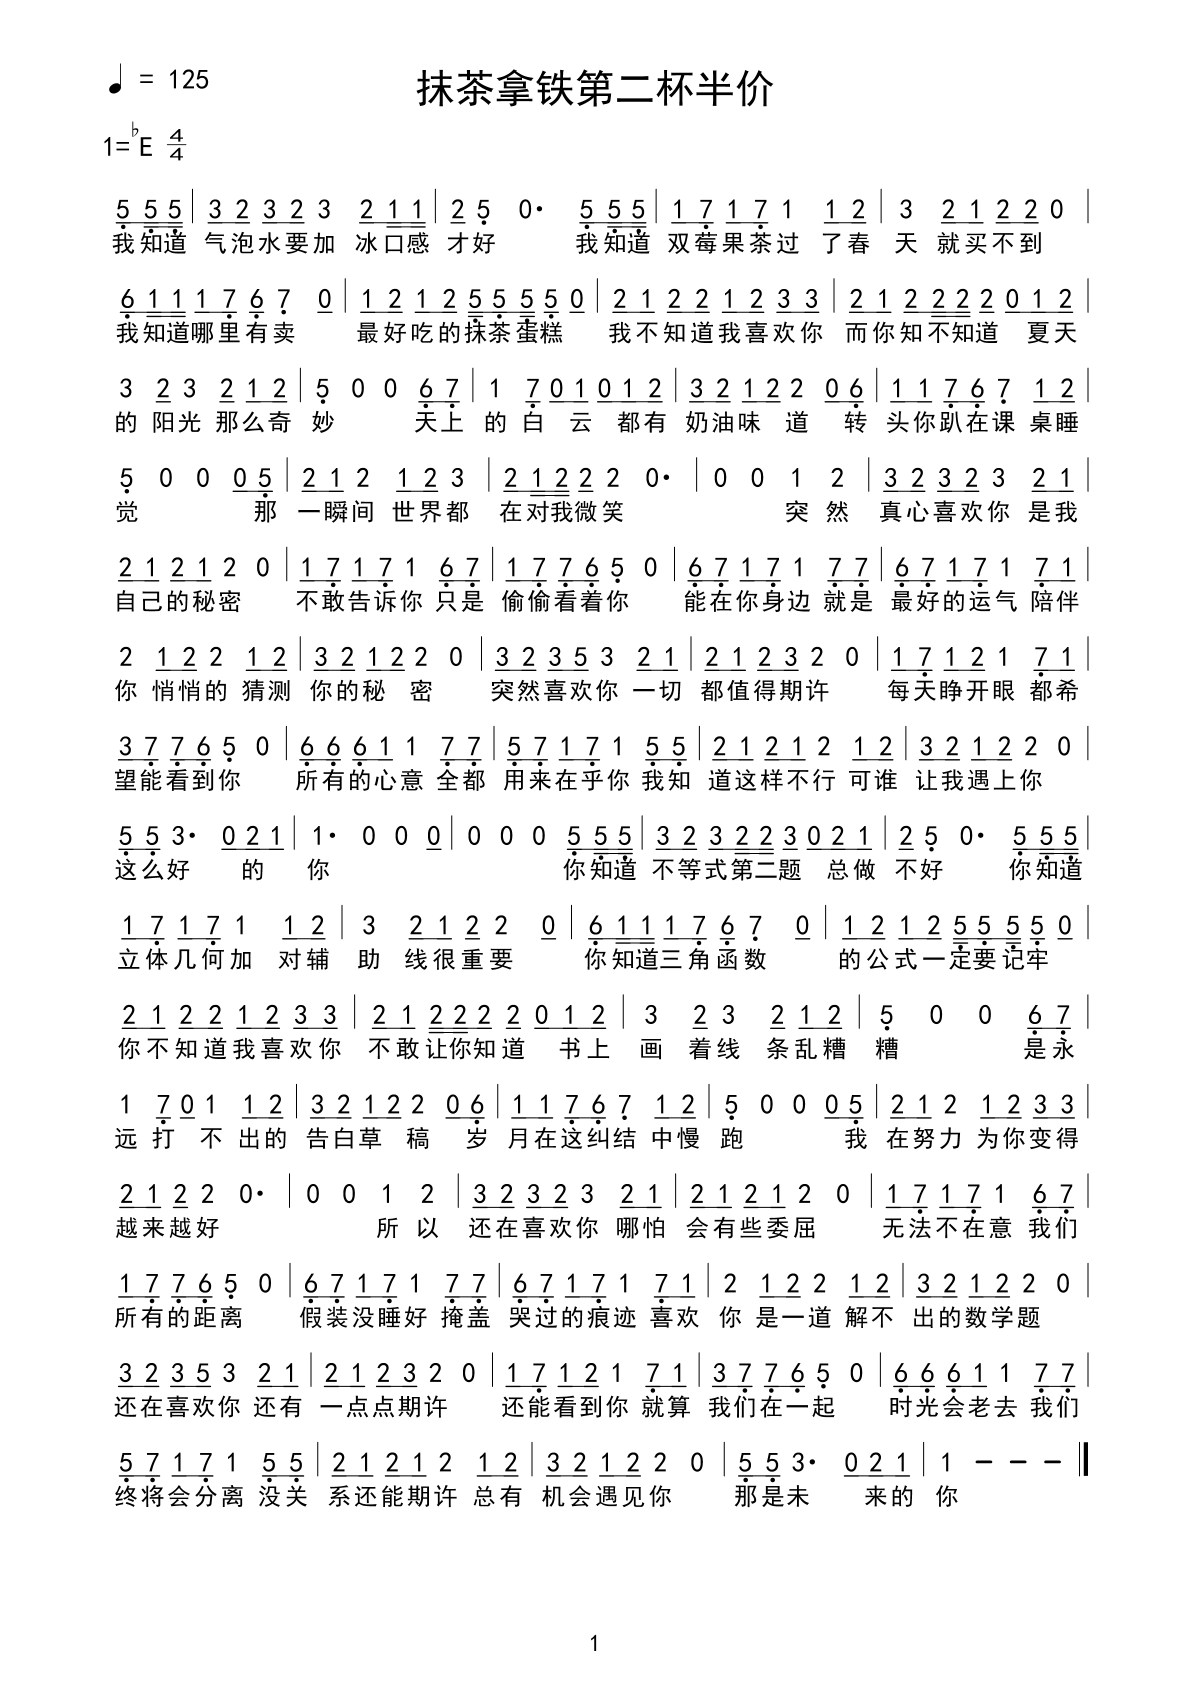 ♩ = 125
抹茶拿铁第二杯半价
1=♭E 4/4
5 5 5 | 3 2 3 2 3 2 1 1 | 2 5 0· 5 5 5 | 1 7 1 7 1 1 2 | 3 2 1 2 2 0 |
我知道 气泡水要加 冰口感 才好 我知道 双莓果茶过 了春 天 就买不到
6 1 1 1 7 6 7 0 | 1 2 1 2 5 5 5 5 0 | 2 1 2 2 1 2 3 3 | 2 1 2 2 2 2 0 1 2 |
我知道哪里有卖 最好吃的抹茶蛋糕 我不知道我喜欢你 而你知不知道 夏天
3 2 3 2 1 2 | 5 0 0 6 7 | 1 7 0 1 0 1 2 | 3 2 1 2 2 0 6 | 1 1 7 6 7 1 2 |
的 阳光 那么奇 妙 天上 的 白 云 都有 奶油味 道 转 头你趴在课 桌睡
5 0 0 0 5 | 2 1 2 1 2 3 | 2 1 2 2 2 0· | 0 0 1 2 | 3 2 3 2 3 2 1 |
觉 那 一瞬间 世界都 在对我微笑 突 然 真心喜欢你 是我
2 1 2 1 2 0 | 1 7 1 7 1 6 7 | 1 7 7 6 5 0 | 6 7 1 7 1 7 7 | 6 7 1 7 1 7 1 |
自己的秘密 不敢告诉你 只是 偷偷看着你 能在你身边 就是 最好的运气 陪伴
2 1 2 2 1 2 | 3 2 1 2 2 0 | 3 2 3 5 3 2 1 | 2 1 2 3 2 0 | 1 7 1 2 1 7 1 |
你 悄悄的 猜测 你的秘 密 突然喜欢你 一切 都值得期许 每天睁开眼 都希
3 7 7 6 5 0 | 6 6 6 1 1 7 7 | 5 7 1 7 1 5 5 | 2 1 2 1 2 1 2 | 3 2 1 2 2 0 |
望能看到你 所有的心意 全都 用来在乎你 我知 道这样不行 可谁 让我遇上你
5 5 3· 0 2 1 | 1· 0 0 0 | 0 0 0 5 5 5 | 3 2 3 2 2 3 0 2 1 | 2 5 0· 5 5 5 |
这么好 的 你 你知道 不等式第二题 总做 不好 你知道
1 7 1 7 1 1 2 | 3 2 1 2 2 0 | 6 1 1 1 7 6 7 0 | 1 2 1 2 5 5 5 5 0 |
立体几何加 对辅 助 线很重要 你知道三角函数 的公式一定要记牢
2 1 2 2 1 2 3 3 | 2 1 2 2 2 2 0 1 2 | 3 2 3 2 1 2 | 5 0 0 6 7 |
你不知道我喜欢你 不敢让你知道 书上 画 着线 条乱糟 糟 是永
1 7 0 1 1 2 | 3 2 1 2 2 0 6 | 1 1 7 6 7 1 2 | 5 0 0 0 5 | 2 1 2 1 2 3 3 |
远 打 不 出的 告白草 稿 岁 月在这纠结 中慢 跑 我 在努力 为你变得
2 1 2 2 0· | 0 0 1 2 | 3 2 3 2 3 2 1 | 2 1 2 1 2 0 | 1 7 1 7 1 6 7 |
越来越好 所 以 还在喜欢你 哪怕 会有些委屈 无法不在意 我们
1 7 7 6 5 0 | 6 7 1 7 1 7 7 | 6 7 1 7 1 7 1 | 2 1 2 2 1 2 | 3 2 1 2 2 0 |
所有的距离 假装没睡好 掩盖 哭过的痕迹 喜欢 你 是一道 解不 出的数学题
3 2 3 5 3 2 1 | 2 1 2 3 2 0 | 1 7 1 2 1 7 1 | 3 7 7 6 5 0 | 6 6 6 1 1 7 7 |
还在喜欢你 还有 一点点期许 还能看到你 就算 我们在一起 时光会老去 我们
5 7 1 7 1 5 5 | 2 1 2 1 2 1 2 | 3 2 1 2 2 0 | 5 5 3· 0 2 1 | 1 – – – ‖
终将会分离 没关 系还能期许 总有 机会遇见你 那是未 来的 你
1